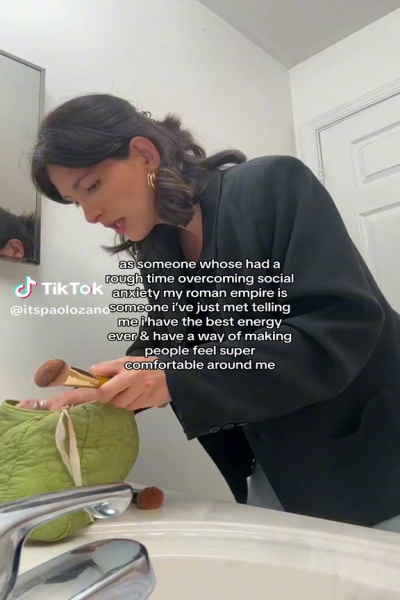 as someone whose had a
rough time overcoming social
anxiety my roman empire is
someone i've just met telling
me i have the best energy
ever & have a way of making
people feel super
comfortable around me
TikTok
@itspaolozano